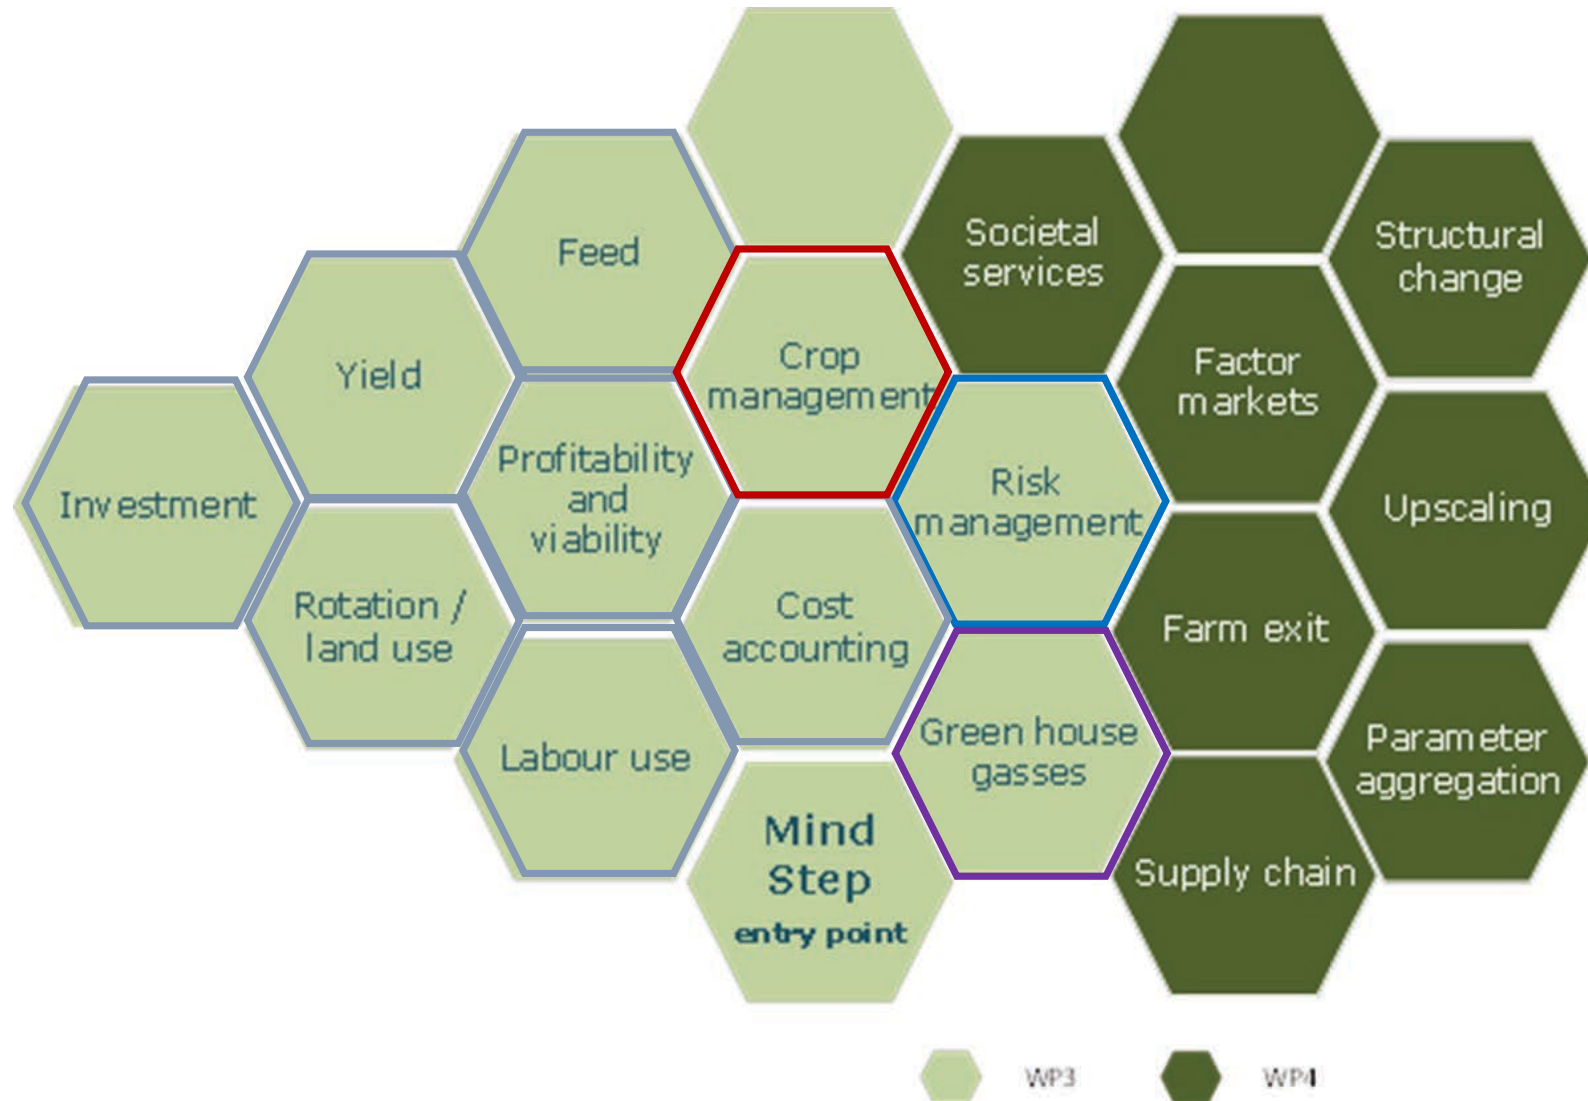 Feed
Societal
services
Structural
change
Yield
Crop
management
Factor
markets
Investment
Profitability
and
viability
Risk
management
Upscaling
Rotation /
land use
Cost
accounting
Farm exit
Labour use
Green house
gasses
Parameter
aggregation
Mind
Step
entry point
Supply chain
WP3
WP4